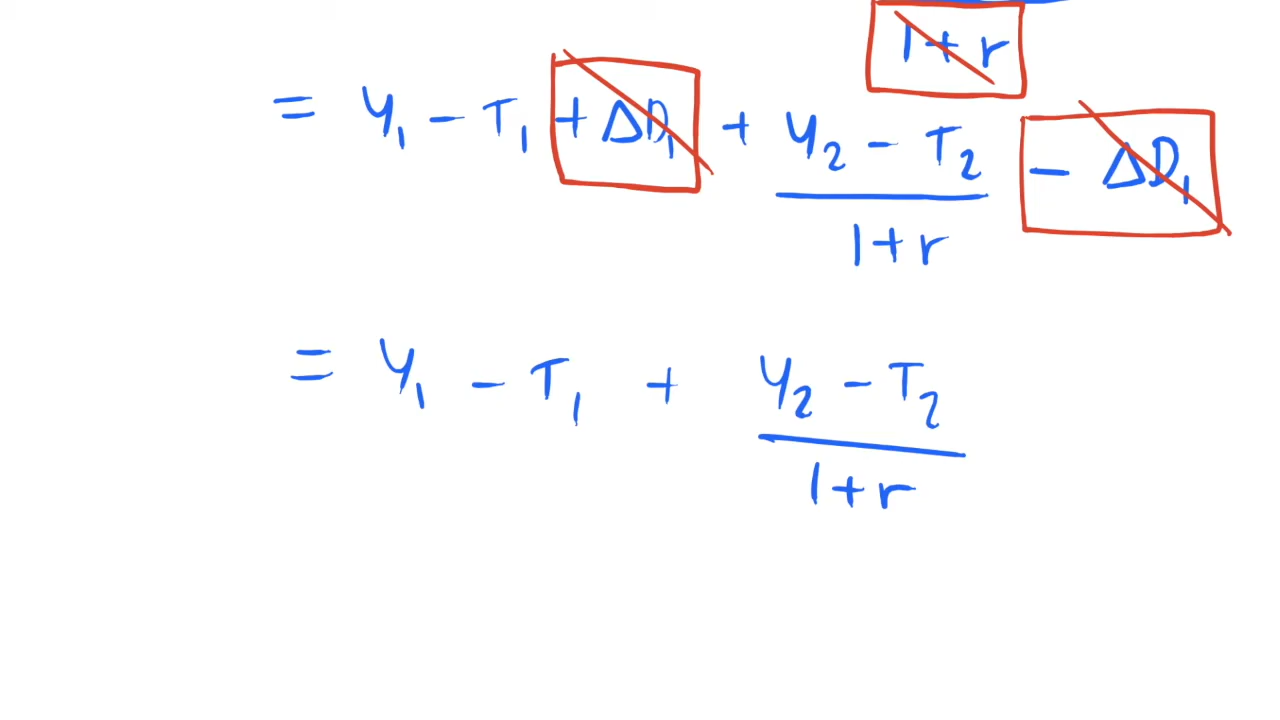 1 + r
= Y₁ − T₁ + ΔD₁ + Y₂ − T₂ − ΔD₁
1 + r
= Y₁ − T₁ + Y₂ − T₂
1 + r